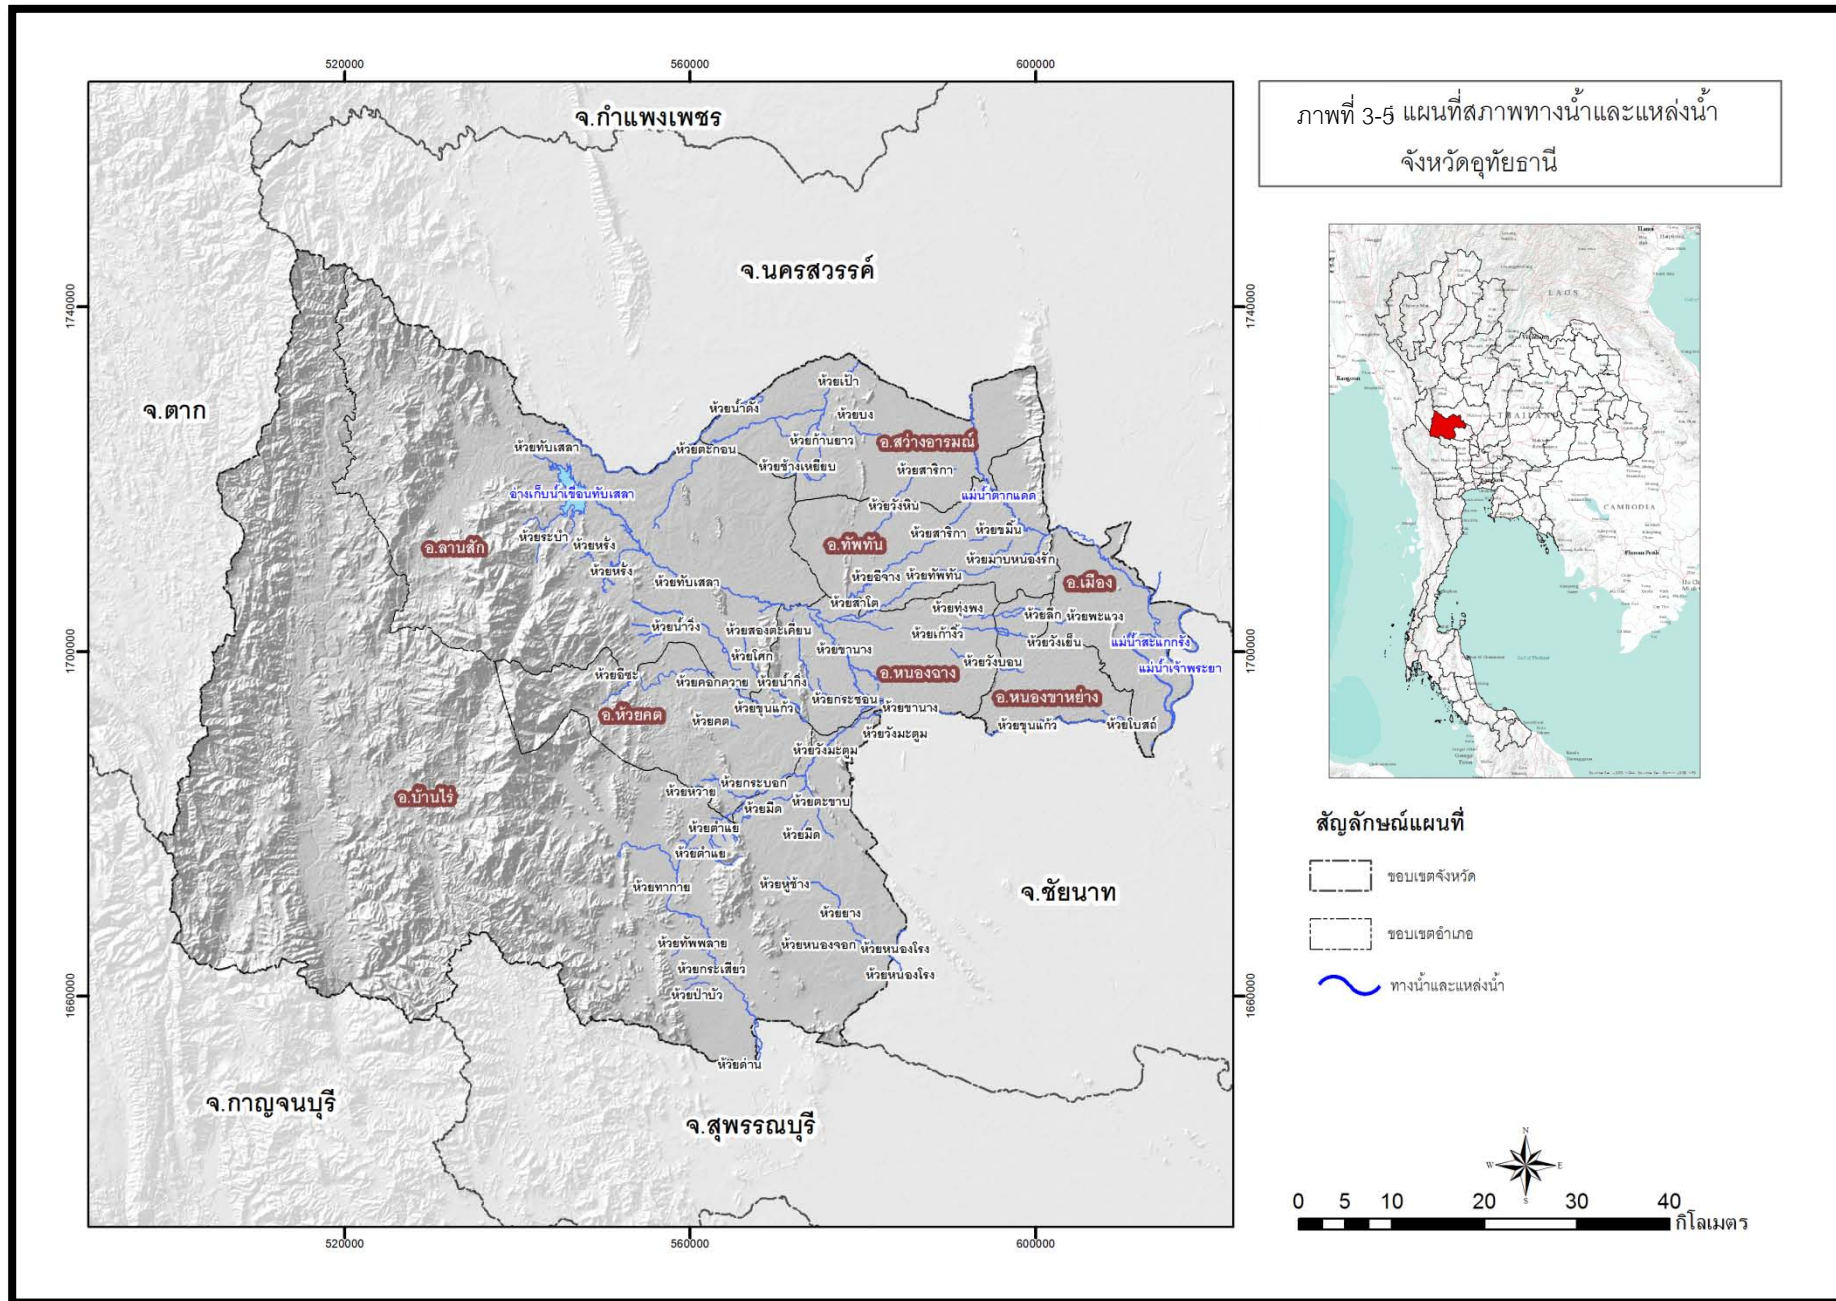 ภาพที่ 3-5 แผนที่สภาพทางน้ำและแหล่งน้ำ
จังหวัดอุทัยธานี
520000
560000
600000
จ.กำแพงเพชร
จ.นครสวรรค์
1740000
1740000
จ.ตาก
ห้วยเป้า
ห้วยน้ำดัง
ห้วยบง
ห้วยทับเสลา
ห้วยตะกอน
ห้วยก้านยาว
อ.สว่างอารมณ์
ห้วยช้างเหยียบ
ห้วยสาริกา
อ่างเก็บน้ำเขื่อนทับเสลา
แม่น้ำตากแดด
ห้วยวังหิน
ห้วยระบำ
ห้วยหรั่ง
อ.ลานสัก
อ.ทัพทัน
ห้วยสาริกา
ห้วยขมิ้น
ห้วยมาบหนองรัก
ห้วยหรั่ง
ห้วยทับเสลา
ห้วยอีจาง
ห้วยทัพทัน
อ.เมือง
ห้วยสาโต
ห้วยทุ่งพง
ห้วยลึก
ห้วยพะแวง
ห้วยน้ำวิ่ง
ห้วยสองตะเคียน
ห้วยเก้างิ้ว
ห้วยวังเย็น
แม่น้ำสะแกกรัง
1700000
1700000
ห้วยขานาง
ห้วยโศก
ห้วยวังบอน
แม่น้ำเจ้าพระยา
ห้วยอีซะ
ห้วยคอกควาย
ห้วยน้ำกิ่ง
อ.หนองฉาง
ห้วยกระชอน
อ.หนองขาหย่าง
อ.ห้วยคต
ห้วยคต
ห้วยขุนแก้ว
ห้วยขานาง
ห้วยขุนแก้ว
ห้วยโบสถ์
ห้วยวังมะตูม
ห้วยวังมะตูม
ห้วยหวาย
ห้วยกระบอก
อ.บ้านไร่
ห้วยมืด
ห้วยตะขาบ
ห้วยตำแย
ห้วยมืด
ห้วยตำแย
ห้วยทากาย
ห้วยหูช้าง
จ.ชัยนาท
ห้วยยาง
ห้วยทัพพลาย
ห้วยหนองจอก
ห้วยหนองโรง
ห้วยกระเสียว
ห้วยหนองโรง
ห้วยป่าบัว
1660000
1660000
ห้วยด่าน
จ.กาญจนบุรี
จ.สุพรรณบุรี
520000
560000
600000
LAOS
THAILAND
CAMBODIA
สัญลักษณ์แผนที่
ขอบเขตจังหวัด
ขอบเขตอำเภอ
ทางน้ำและแหล่งน้ำ
N
W
E
S
0 5 10 20 30 40
กิโลเมตร